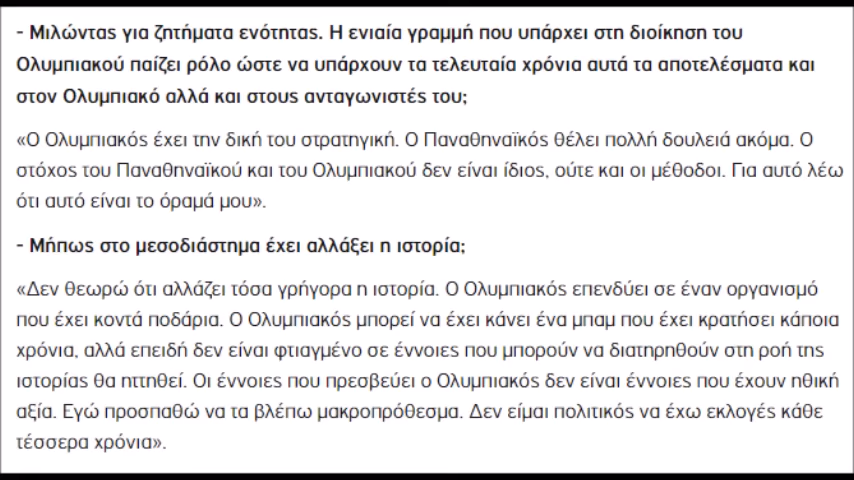 - Μιλώντας για ζητήματα ενότητας. Η ενιαία γραμμή που υπάρχει στη διοίκηση του
Ολυμπιακού παίζει ρόλο ώστε να υπάρχουν τα τελευταία χρόνια αυτά τα αποτελέσματα και
στον Ολυμπιακό αλλά και στους ανταγωνιστές του;
«Ο Ολυμπιακός έχει την δική του στρατηγική. Ο Παναθηναϊκός θέλει πολλή δουλειά ακόμα. Ο
στόχος του Παναθηναϊκού και του Ολυμπιακού δεν είναι ίδιος, ούτε και οι μέθοδοι. Για αυτό λέω
ότι αυτό είναι το όραμά μου».
- Μήπως στο μεσοδιάστημα έχει αλλάξει η ιστορία;
«Δεν θεωρώ ότι αλλάζει τόσα γρήγορα η ιστορία. Ο Ολυμπιακός επενδύει σε έναν οργανισμό
που έχει κοντά ποδάρια. Ο Ολυμπιακός μπορεί να έχει κάνει ένα μπαμ που έχει κρατήσει κάποια
χρόνια, αλλά επειδή δεν είναι φτιαγμένο σε έννοιες που μπορούν να διατηρηθούν στη ροή της
ιστορίας θα ηττηθεί. Οι έννοιες που πρεσβεύει ο Ολυμπιακός δεν είναι έννοιες που έχουν ηθική
αξία. Εγώ προσπαθώ να τα βλέπω μακροπρόθεσμα. Δεν είμαι πολιτικός να έχω εκλογές κάθε
τέσσερα χρόνια».